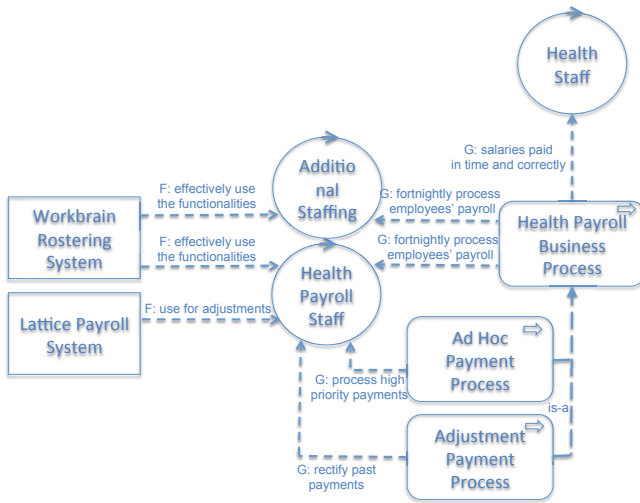 Health
Staff
G: salaries paid
in time and correctly
Additio
nal
Staffing
F: effectively use
the functionalities
G: fortnightly process
employees' payroll
Workbrain
Rostering
System
Health Payroll
Business
Process
F: effectively use
the functionalities
G: fortnightly process
employees' payroll
Health
Payroll
Staff
Lattice Payroll
System
F: use for adjustments
Ad Hoc
Payment
Process
G: process high
priority payments
is-a
Adjustment
Payment
Process
G: rectify past
payments